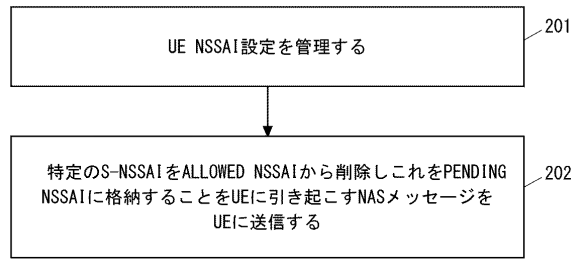 UE NSSAI設定を管理する
201
特定のS-NSSAIをALLOWED NSSAIから削除しこれをPENDING
NSSAIに格納することをUEに引き起こすNASメッセージを
UEに送信する
202